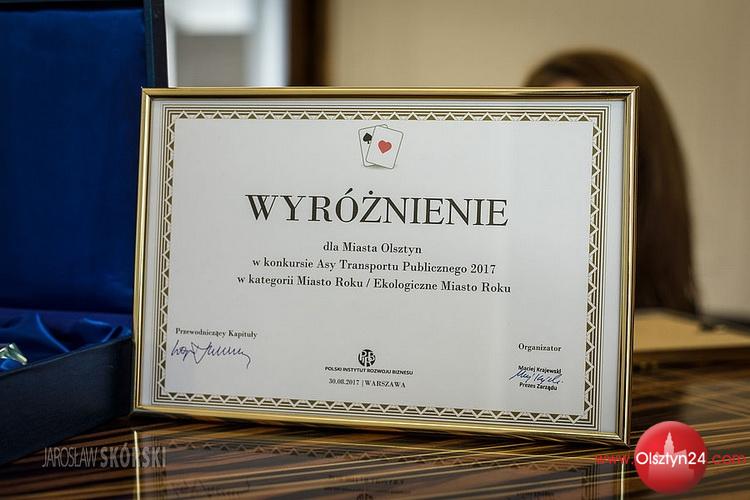 WYRÓŻNIENIE
dla Miasta Olsztyn
w konkursie Asy Transportu Publicznego 2017
w kategorii Miasto Roku / Ekologiczne Miasto Roku
Przewodniczący Kapituły
POLSKI INSTYTUT ROZWOJU BIZNESU
30.08.2017 | WARSZAWA
Organizator
Maciej Krajewski
Prezes Zarządu
JAROSŁAW SKÓRSKI
www.Olsztyn24.com